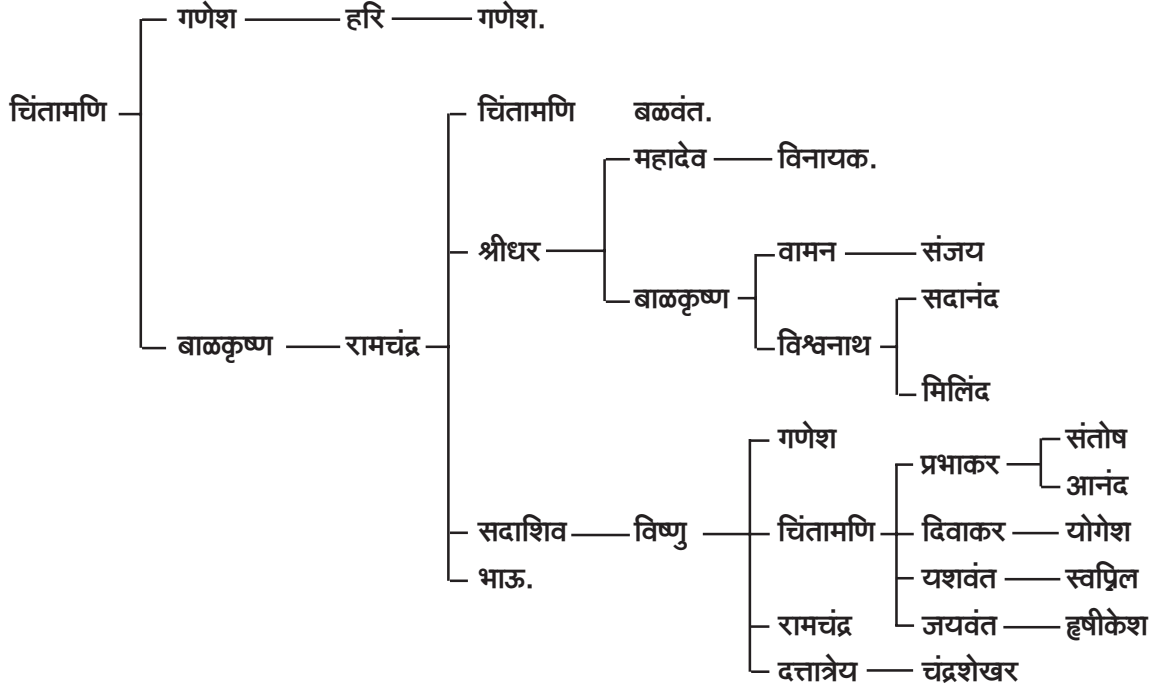 गणेश हरि गणेश.
चिंतामणि चिंतामणि बळवंत.
महादेव विनायक.
श्रीधर वामन संजय
बाळकृष्ण सदानंद
बाळकृष्ण रामचंद्र विश्वनाथ
मिलिंद
गणेश संतोष
प्रभाकर
आनंद
सदाशिव विष्णु चिंतामणि दिवाकर योगेश
भाऊ. यशवंत स्वप्निल
रामचंद्र जयवंत हृषीकेश
दत्तात्रेय चंद्रशेखर